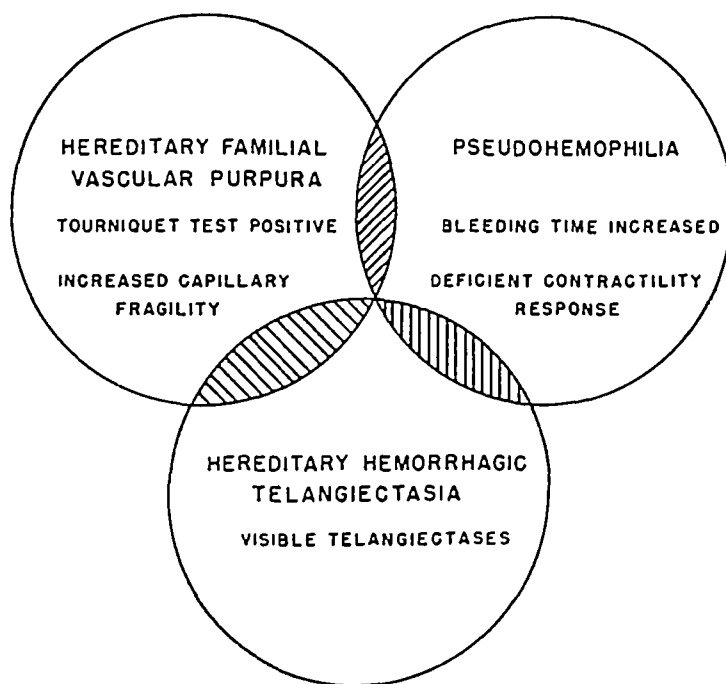 HEREDITARY FAMILIAL
VASCULAR PURPURA
TOURNIQUET TEST POSITIVE
INCREASED CAPILLARY
FRAGILITY
PSEUDOHEMOPHILIA
BLEEDING TIME INCREASED
DEFICIENT CONTRACTILITY
RESPONSE
HEREDITARY HEMORRHAGIC
TELANGIECTASIA
VISIBLE TELANGIECTASES